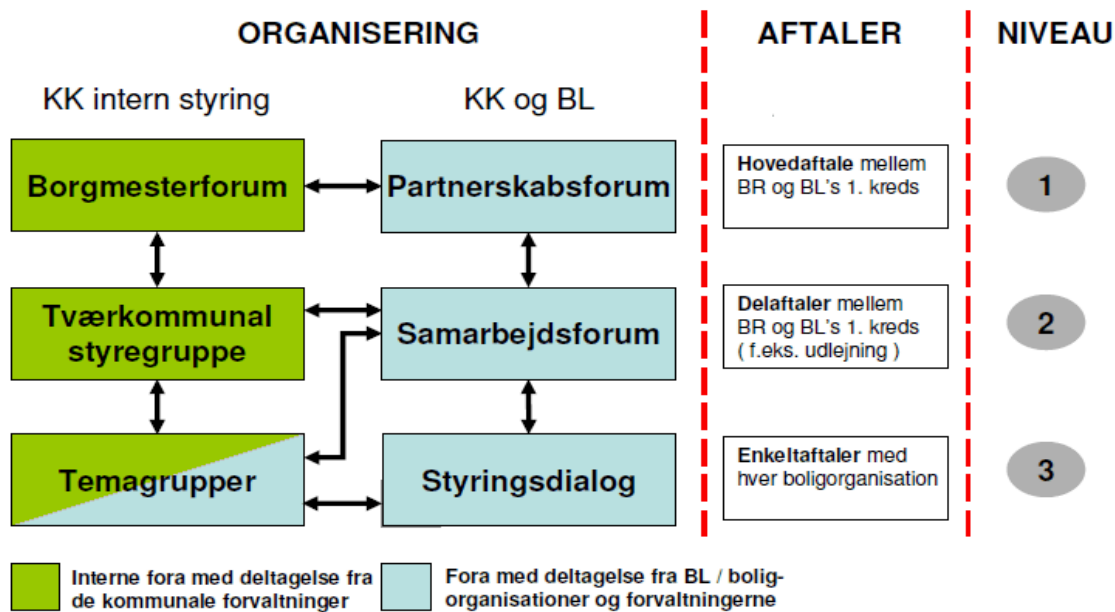 ORGANISERING
AFTALER
NIVEAU
KK intern styring
KK og BL
Borgmesterforum
Partnerskabsforum
Hovedaftale mellem
BR og BL's 1. kreds
1
Tværkommunal
styregruppe
Samarbejdsforum
Delaftaler mellem
BR og BL's 1. kreds
( f.eks. udlejning )
2
Temagrupper
Styringsdialog
Enkeltaftaler med
hver boligorganisation
3
Interne fora med deltagelse fra
de kommunale forvaltninger
Fora med deltagelse fra BL / bolig-
organisationer og forvaltningerne